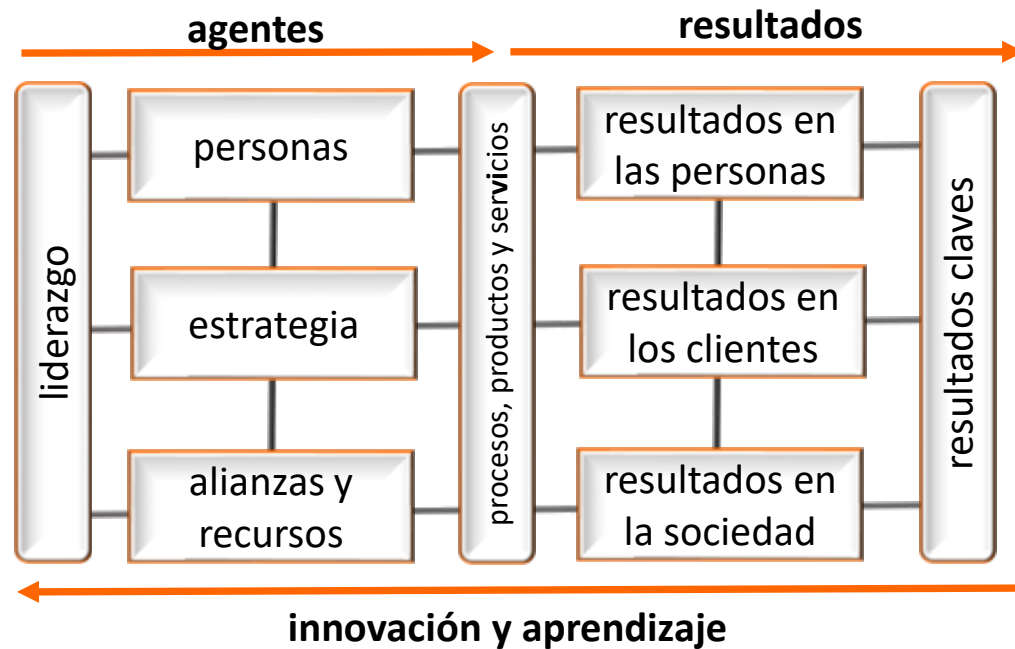 agentes
resultados
liderazgo
personas
estrategia
alianzas y
recursos
procesos, productos y servicios
resultados en
las personas
resultados en
los clientes
resultados en
la sociedad
resultados claves
innovación y aprendizaje